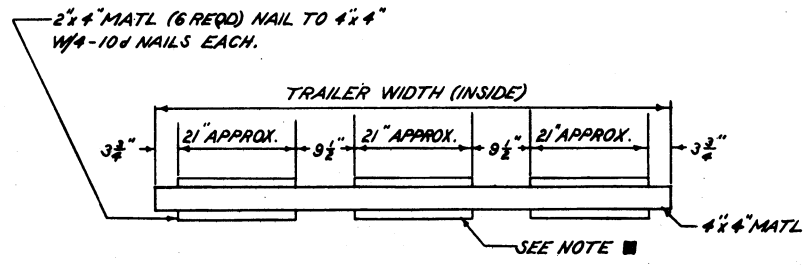 2"x 4" MATL (6 REQD) NAIL TO 4"x 4"
W/4-10d NAILS EACH.
TRAILER WIDTH (INSIDE)
3 3/4" 21" APPROX. 9 1/2" 21" APPROX. 9 1/2" 21" APPROX. 3 3/4"
4"x 4" MATL
SEE NOTE ■